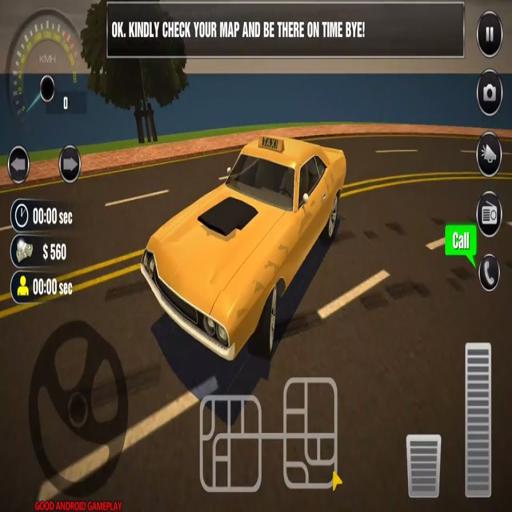 OK. KINDLY CHECK YOUR MAP AND BE THERE ON TIME BYE!
KMH
0
00:00 sec
$ 560
00:00 sec
TAXI
Call
GOOD ANDROID GAMEPLAY